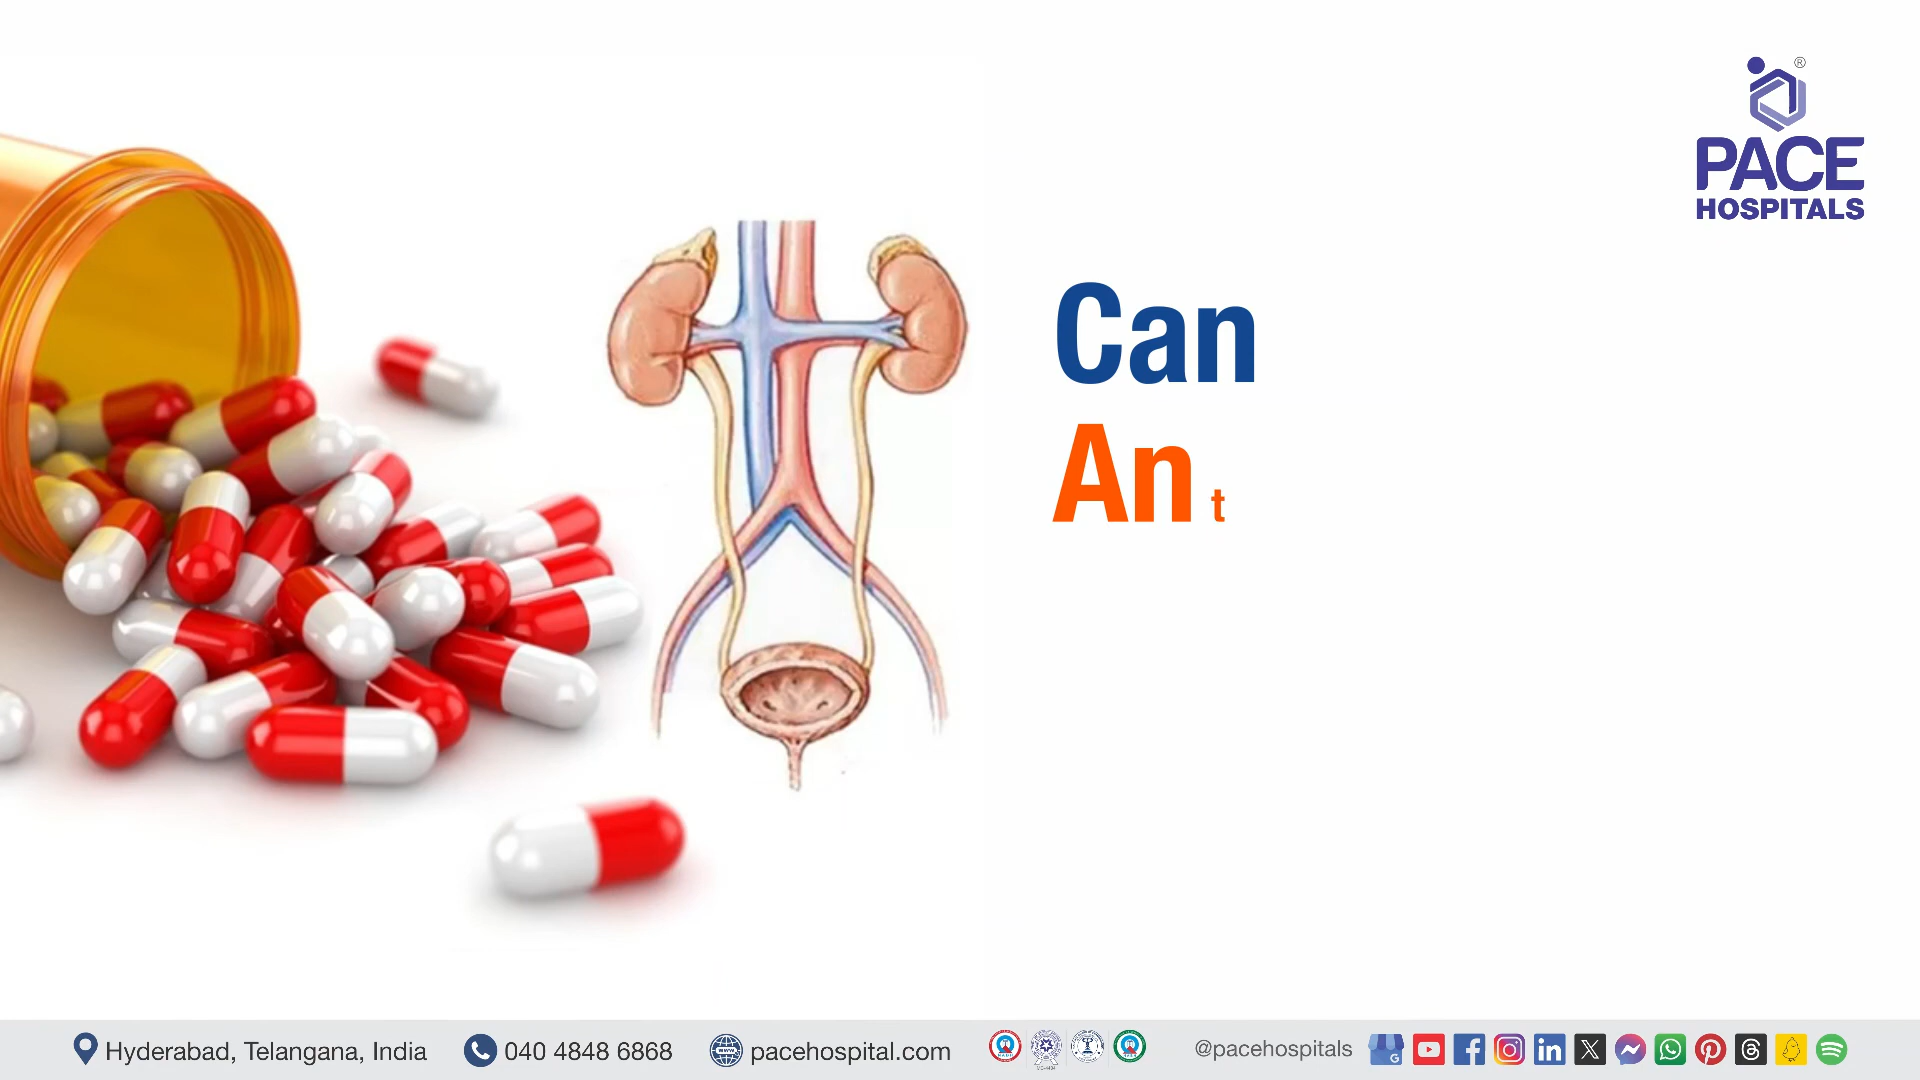 ®
PACE
HOSPITALS
Can
An t
Hyderabad, Telangana, India
040 4848 6868
pacehospital.com
@pacehospitals